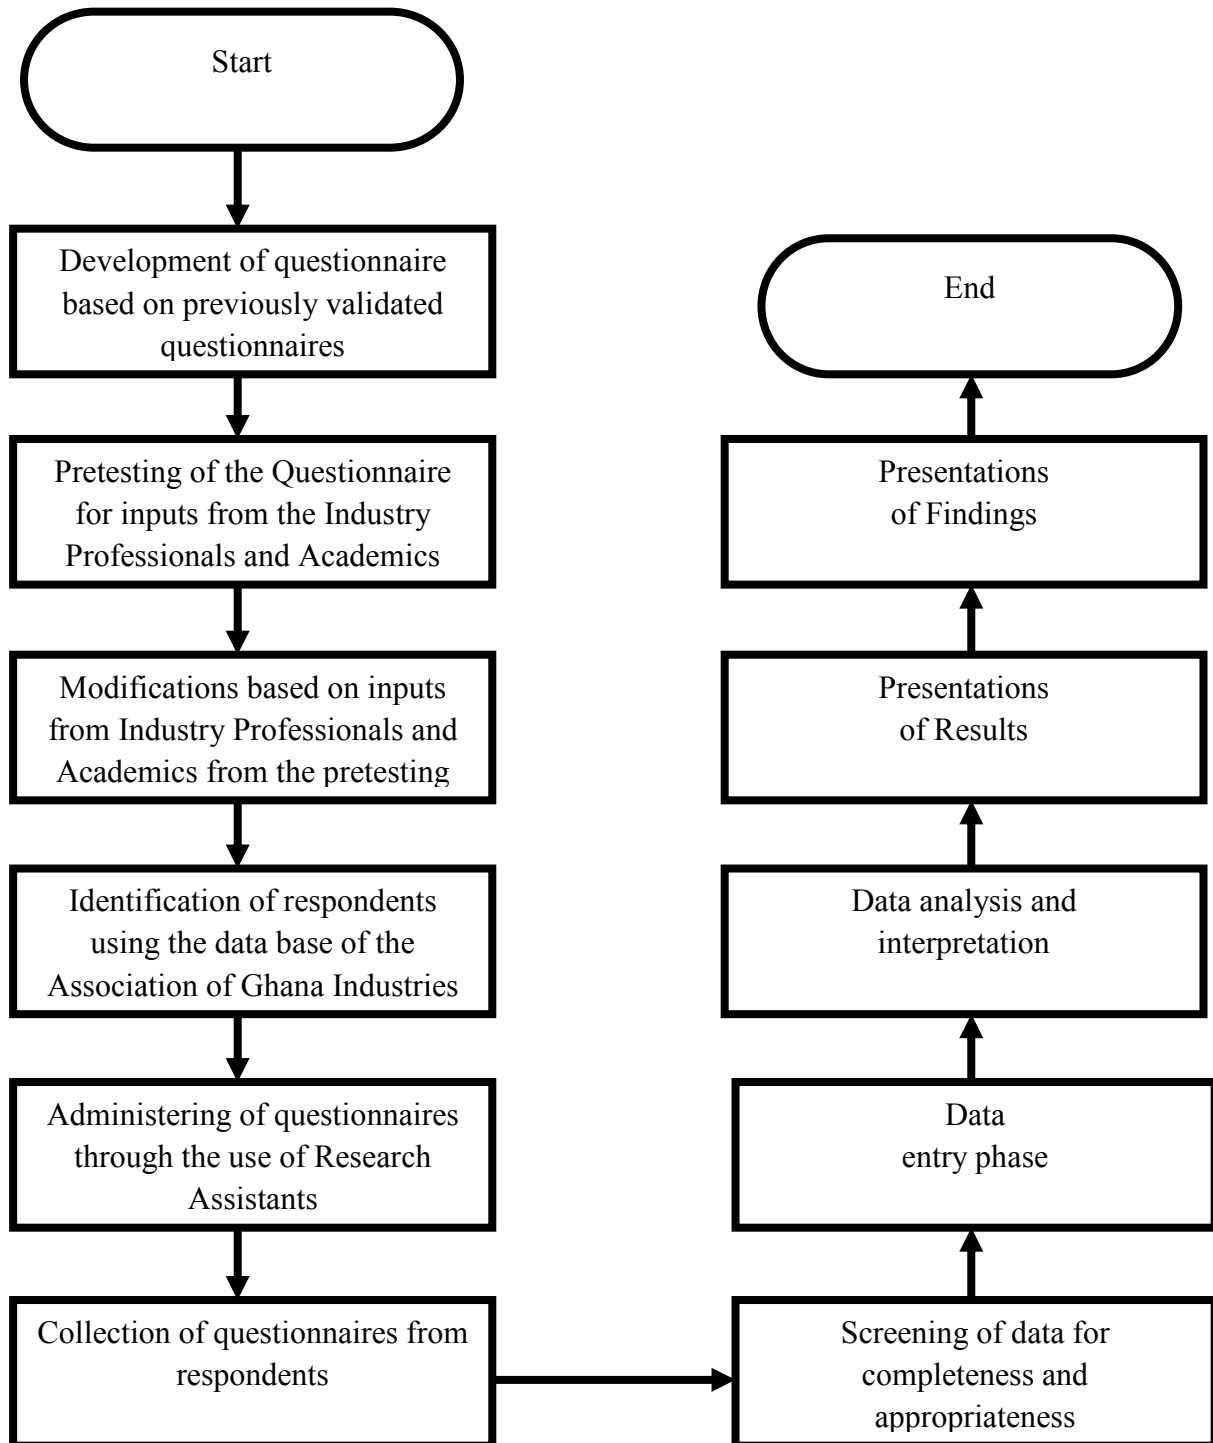 Start
Development of questionnaire
based on previously validated
questionnaires
Pretesting of the Questionnaire
for inputs from the Industry
Professionals and Academics
Modifications based on inputs
from Industry Professionals and
Academics from the pretesting
Identification of respondents
using the data base of the
Association of Ghana Industries
Administering of questionnaires
through the use of Research
Assistants
Collection of questionnaires from
respondents
Screening of data for
completeness and
appropriateness
Data
entry phase
Data analysis and
interpretation
Presentations
of Results
Presentations
of Findings
End